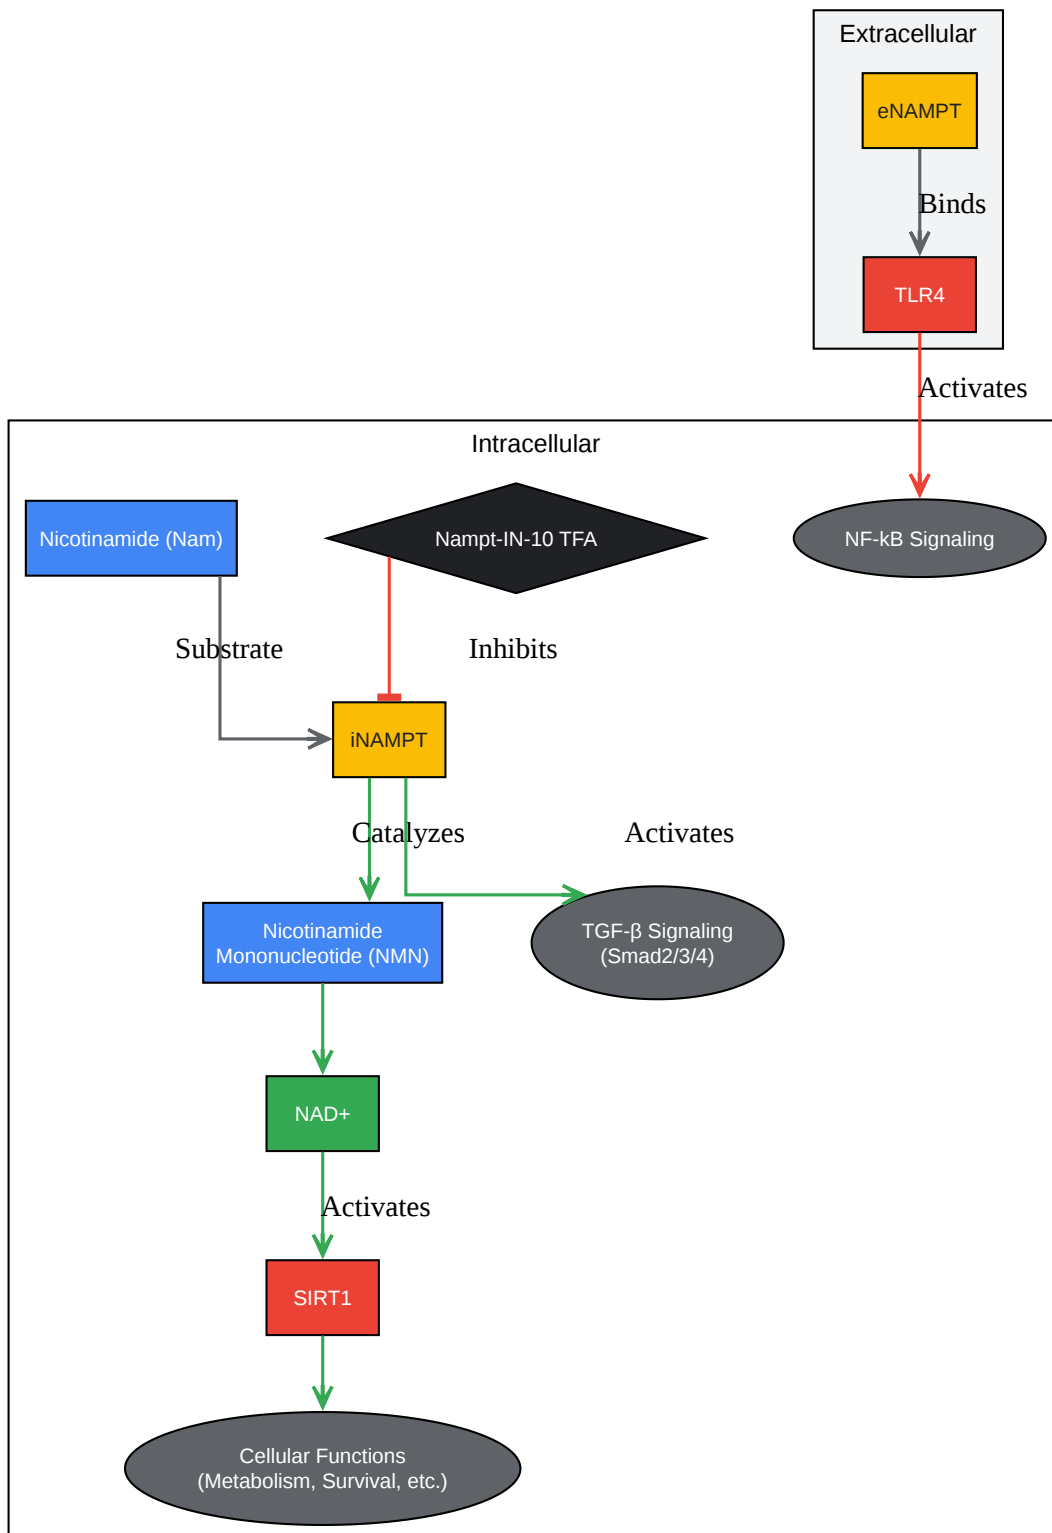 Extracellular
eNAMPT
Binds
TLR4
Activates
Intracellular
Nicotinamide (Nam)
Nampt-IN-10 TFA
NF-kB Signaling
Substrate
Inhibits
iNAMPT
Catalyzes
Activates
Nicotinamide
Mononucleotide (NMN)
TGF-β Signaling
(Smad2/3/4)
NAD+
Activates
SIRT1
Cellular Functions
(Metabolism, Survival, etc.)